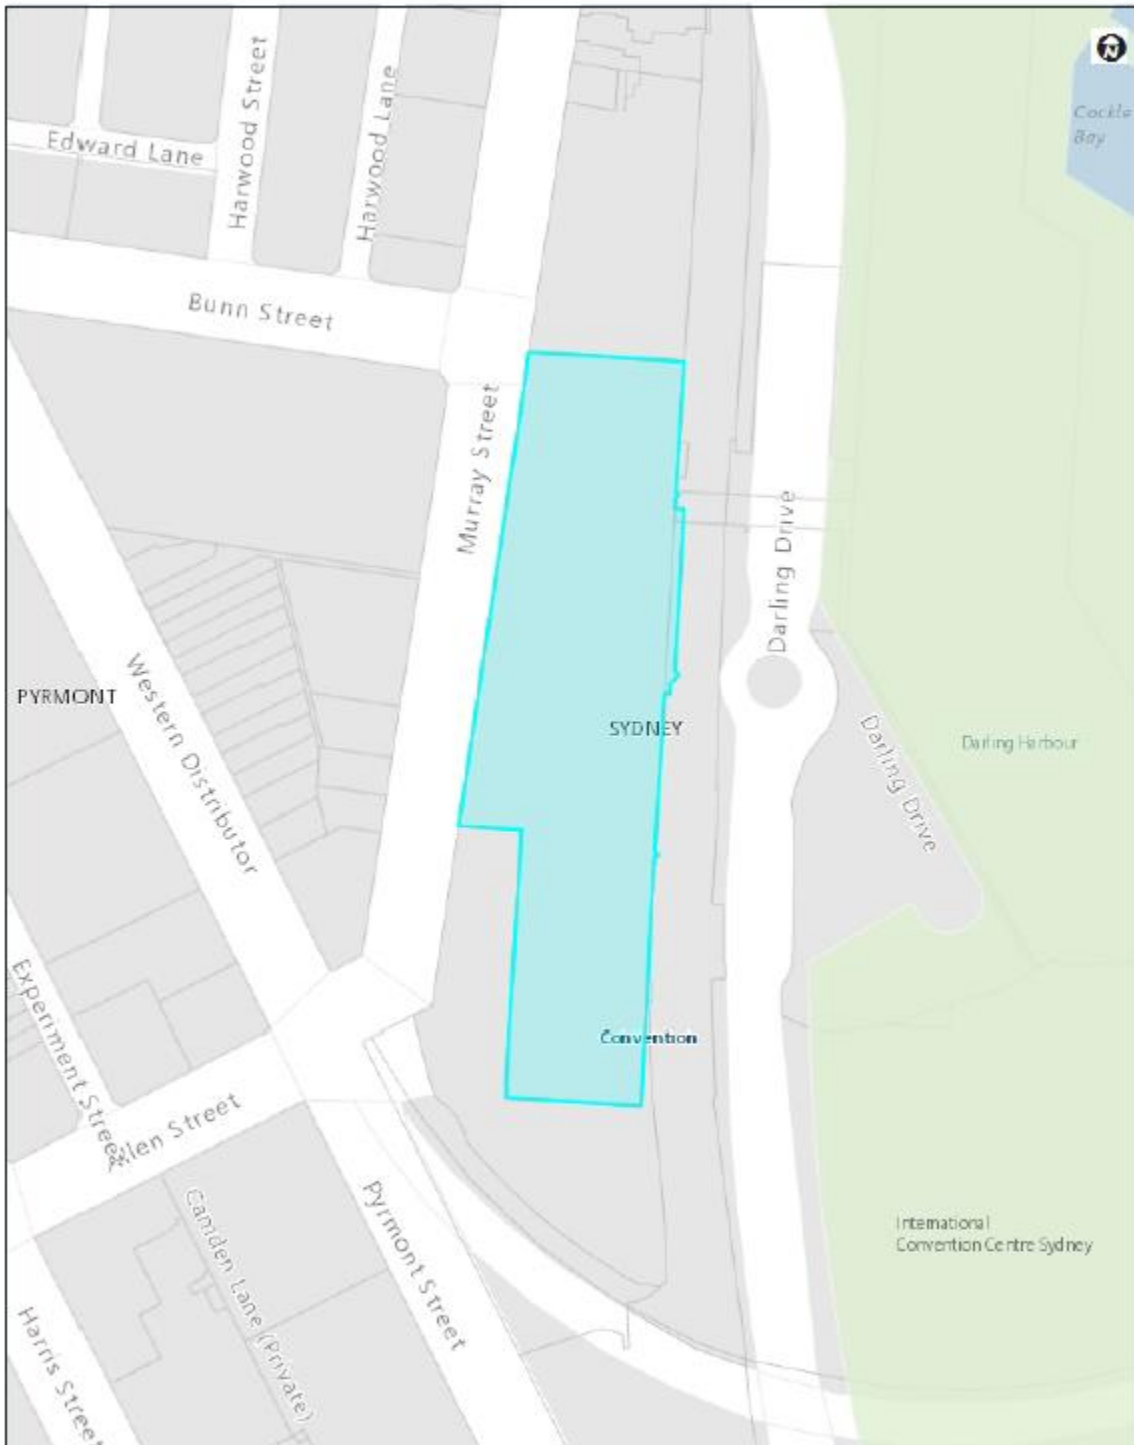 N
Cockle
Bay
Harwood Street
Harwood Lane
Edward Lane
Bunn Street
Murray Street
Darling Drive
Western Distributor
PYRMONT
SYDNEY
Darling Drive
Darling Harbour
Experiment Street
Convention
Allen Street
Pyrmont Street
Camden Lane (Private)
International
Convention Centre Sydney
Harris Street